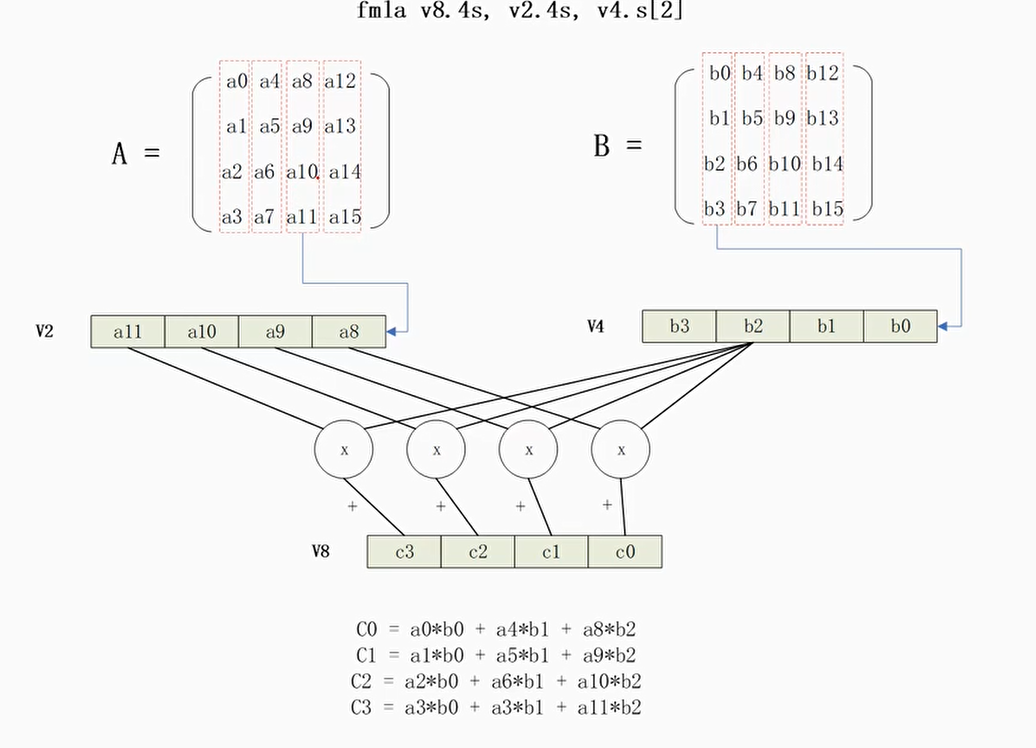 fmla v8.4s, v2.4s, v4.s[2]
A =
a0 a4 a8 a12
a1 a5 a9 a13
a2 a6 a10 a14
a3 a7 a11 a15
B =
b0 b4 b8 b12
b1 b5 b9 b13
b2 b6 b10 b14
b3 b7 b11 b15
V2 a11 a10 a9 a8
V4 b3 b2 b1 b0
x x x x
+ + + +
V8 c3 c2 c1 c0
C0 = a0*b0 + a4*b1 + a8*b2
C1 = a1*b0 + a5*b1 + a9*b2
C2 = a2*b0 + a6*b1 + a10*b2
C3 = a3*b0 + a3*b1 + a11*b2